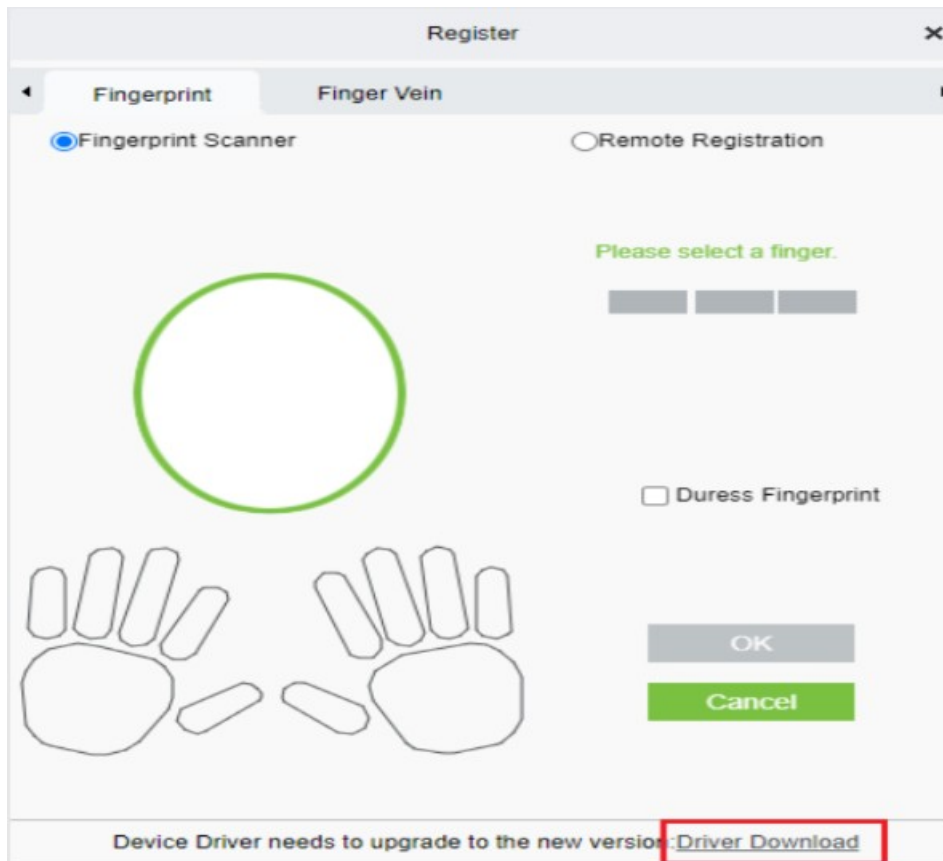 Register
Fingerprint Finger Vein
Fingerprint Scanner Remote Registration
Please select a finger.
Duress Fingerprint
OK
Cancel
Device Driver needs to upgrade to the new version:Driver Download